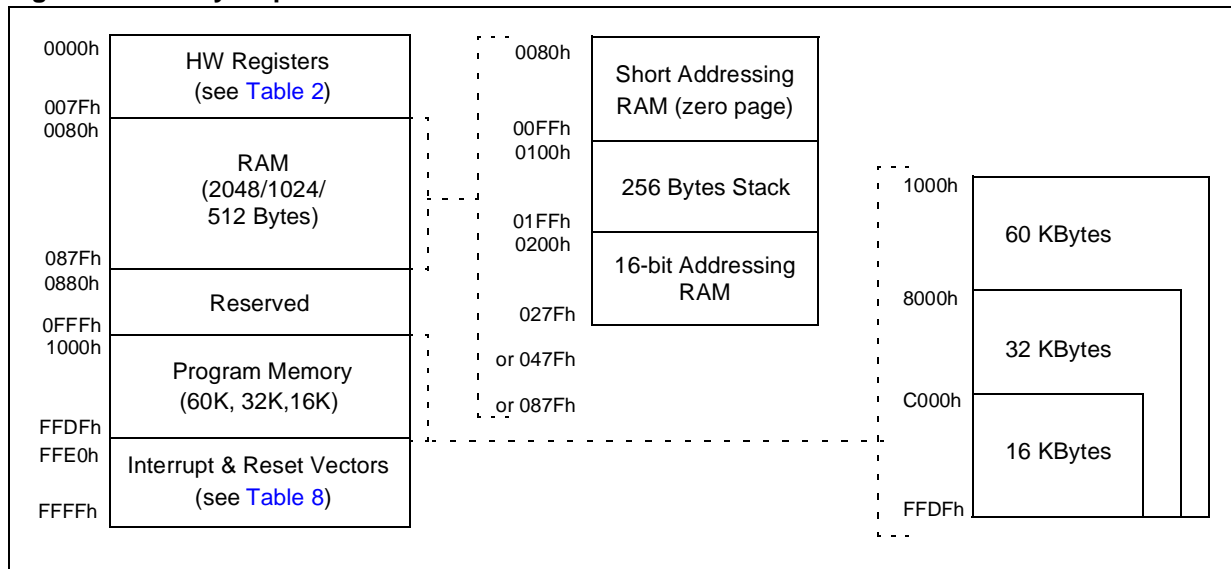 0000h
HW Registers
(see Table 2)
007Fh
0080h
RAM
(2048/1024/
512 Bytes)
087Fh
0880h
Reserved
0FFFh
1000h
Program Memory
(60K, 32K,16K)
FFDFh
FFE0h
Interrupt & Reset Vectors
(see Table 8)
FFFFh
0080h
Short Addressing
RAM (zero page)
00FFh
0100h
256 Bytes Stack
01FFh
0200h
16-bit Addressing
RAM
027Fh
or 047Fh
or 087Fh
1000h
60 KBytes
8000h
32 KBytes
C000h
16 KBytes
FFDFh